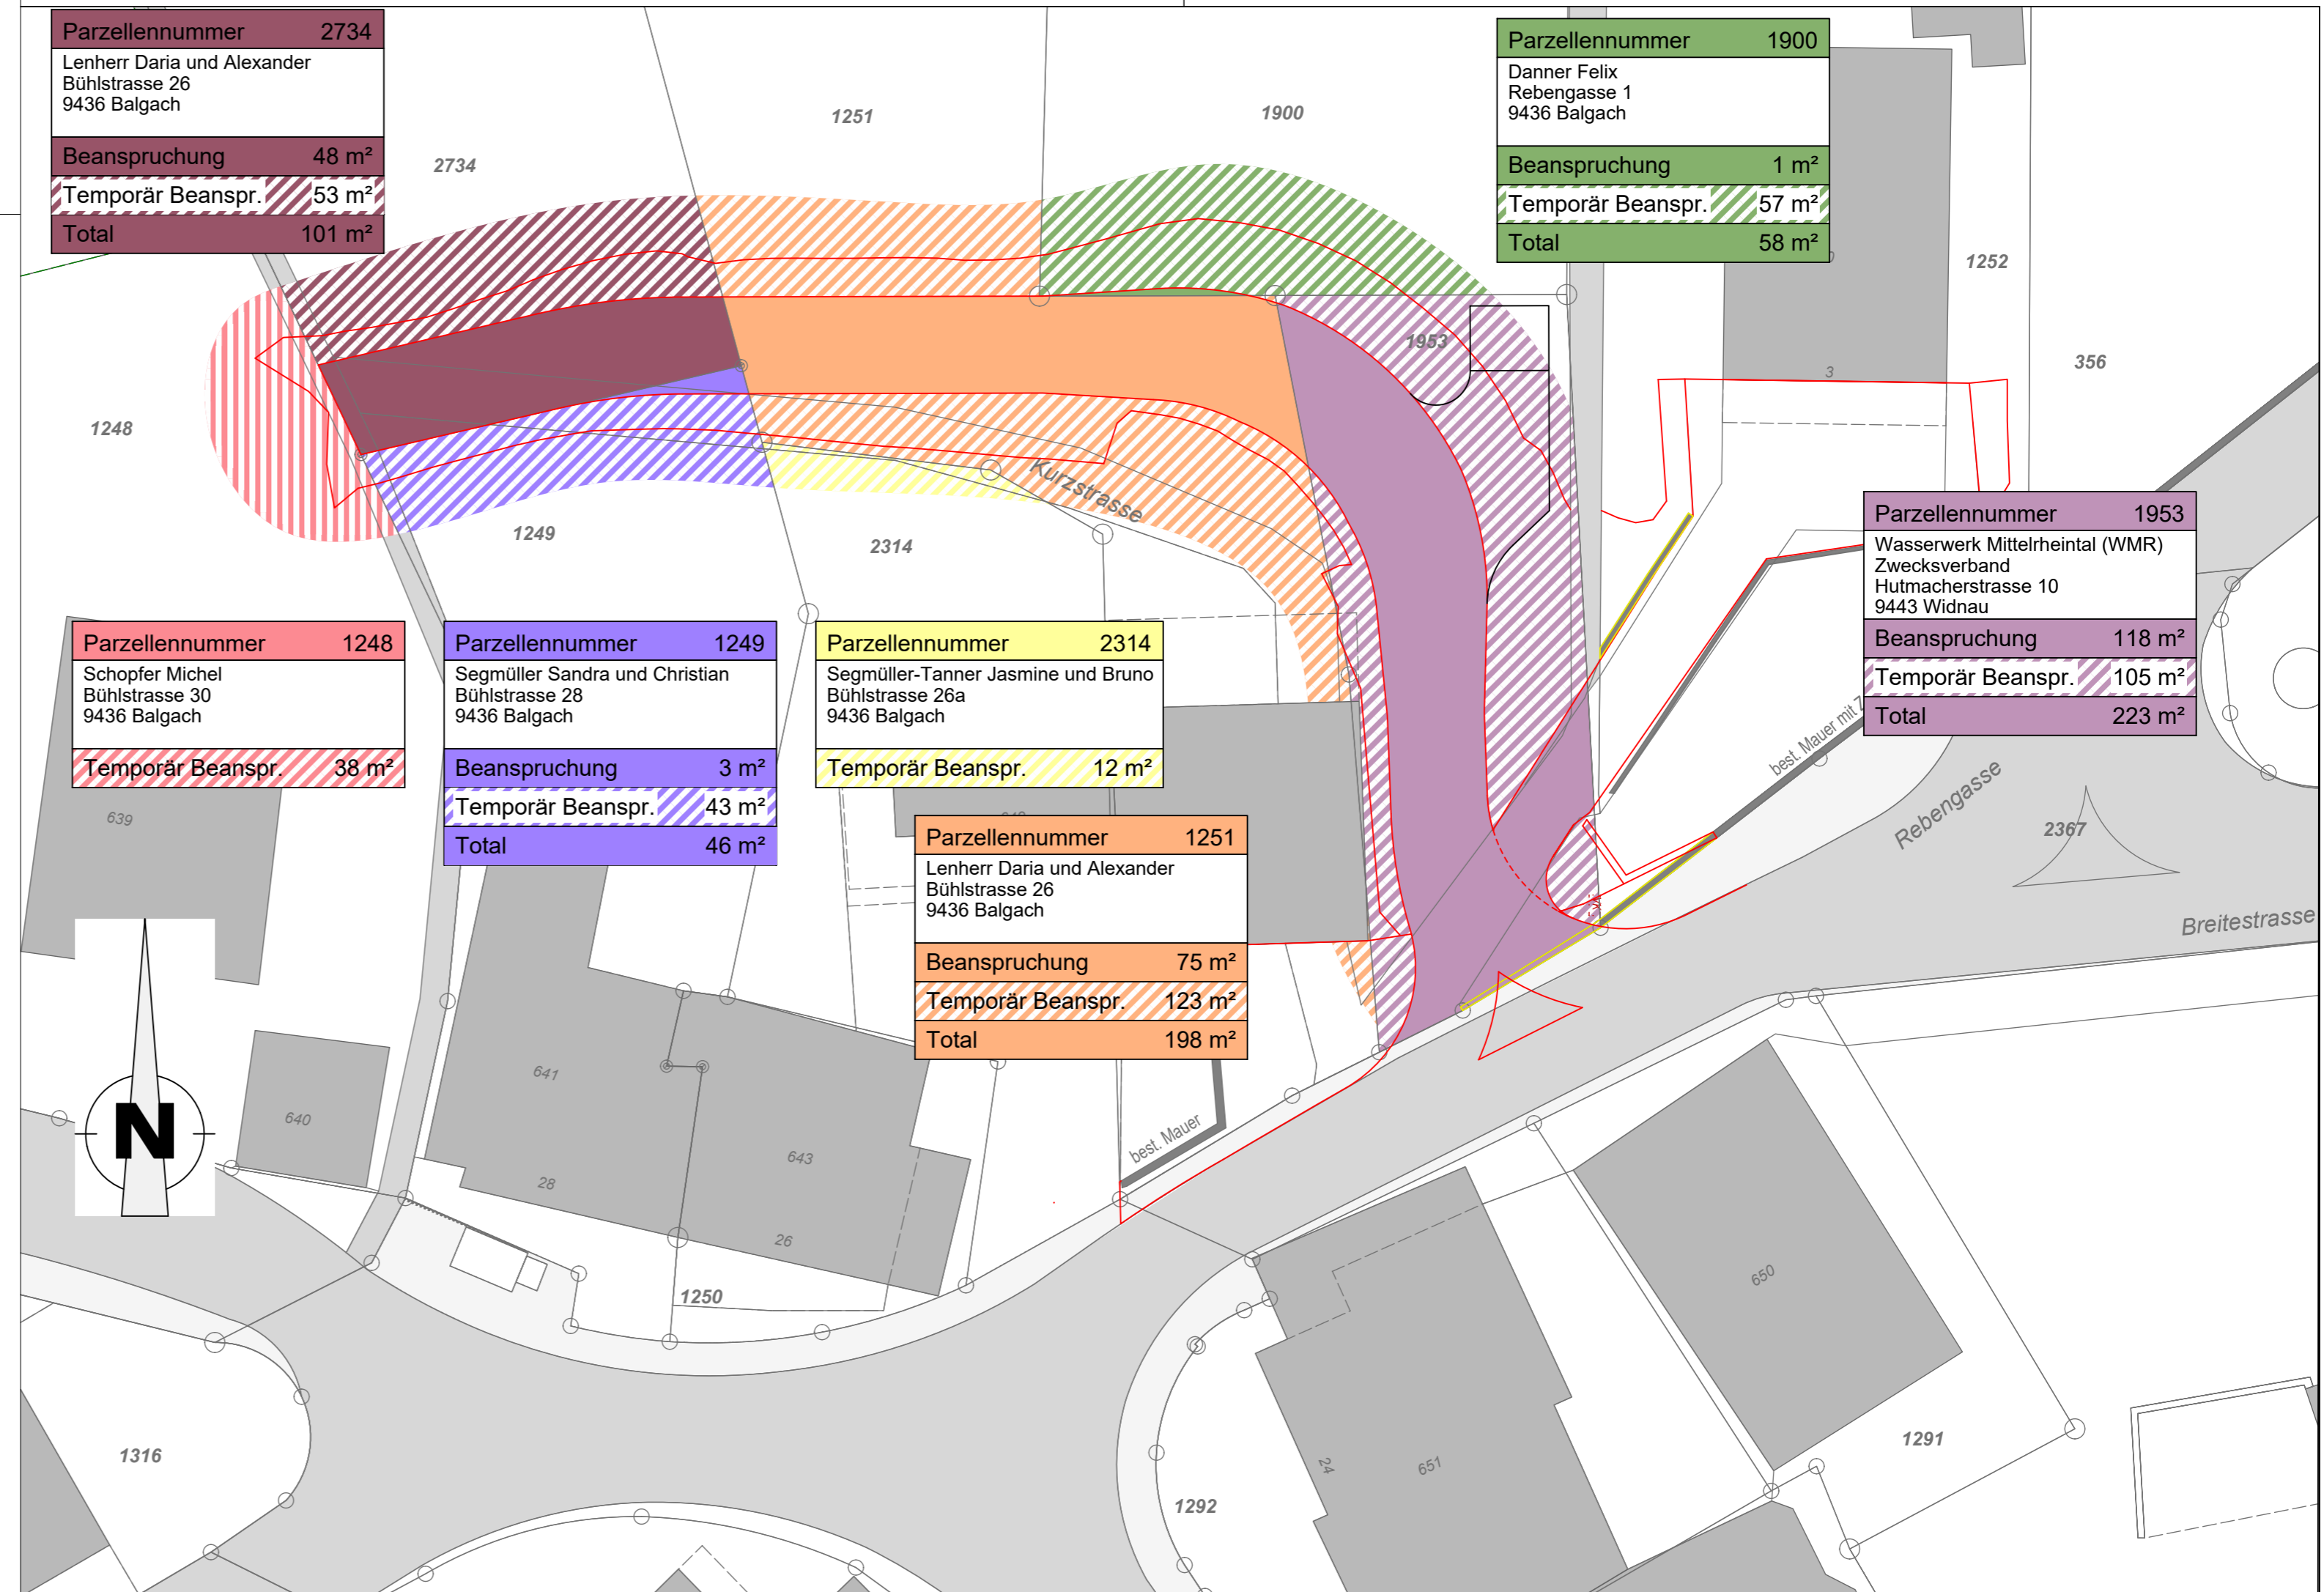 Parzellennummer 2734
Lenherr Daria und Alexander
Bühlstrasse 26
9436 Balgach
Beanspruchung 48 m²
Temporär Beanspr. 53 m²
Total 101 m²
Parzellennummer 1900
Danner Felix
Rebengasse 1
9436 Balgach
Beanspruchung 1 m²
Temporär Beanspr. 57 m²
Total 58 m²
1251
1900
2734
1252
1953
356
3
1248
Kurzstrasse
1249
2314
Parzellennummer 1953
Wasserwerk Mittelrheintal (WMR)
Zwecksverband
Hutmacherstrasse 10
9443 Widnau
Beanspruchung 118 m²
Temporär Beanspr. 105 m²
Total 223 m²
Parzellennummer 1248
Schopfer Michel
Bühlstrasse 30
9436 Balgach
Temporär Beanspr. 38 m²
Parzellennummer 1249
Segmüller Sandra und Christian
Bühlstrasse 28
9436 Balgach
Beanspruchung 3 m²
Temporär Beanspr. 43 m²
Total 46 m²
Parzellennummer 2314
Segmüller-Tanner Jasmine und Bruno
Bühlstrasse 26a
9436 Balgach
Temporär Beanspr. 12 m²
Parzellennummer 1251
Lenherr Daria und Alexander
Bühlstrasse 26
9436 Balgach
Beanspruchung 75 m²
Temporär Beanspr. 123 m²
Total 198 m²
best. Mauer mit Z
Rebengasse
2367
Breitestrasse
639
N
640
641
643
28
26
best. Mauer
1250
650
1316
24
651
1291
1292